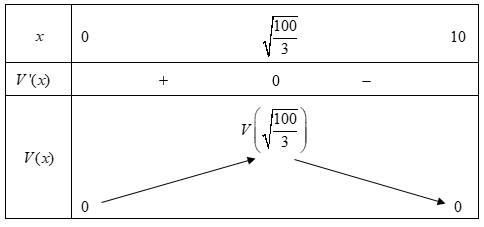 x 0 √(100/3) 10
V'(x) + 0 −
V(√(100/3))
V(x)
0 0